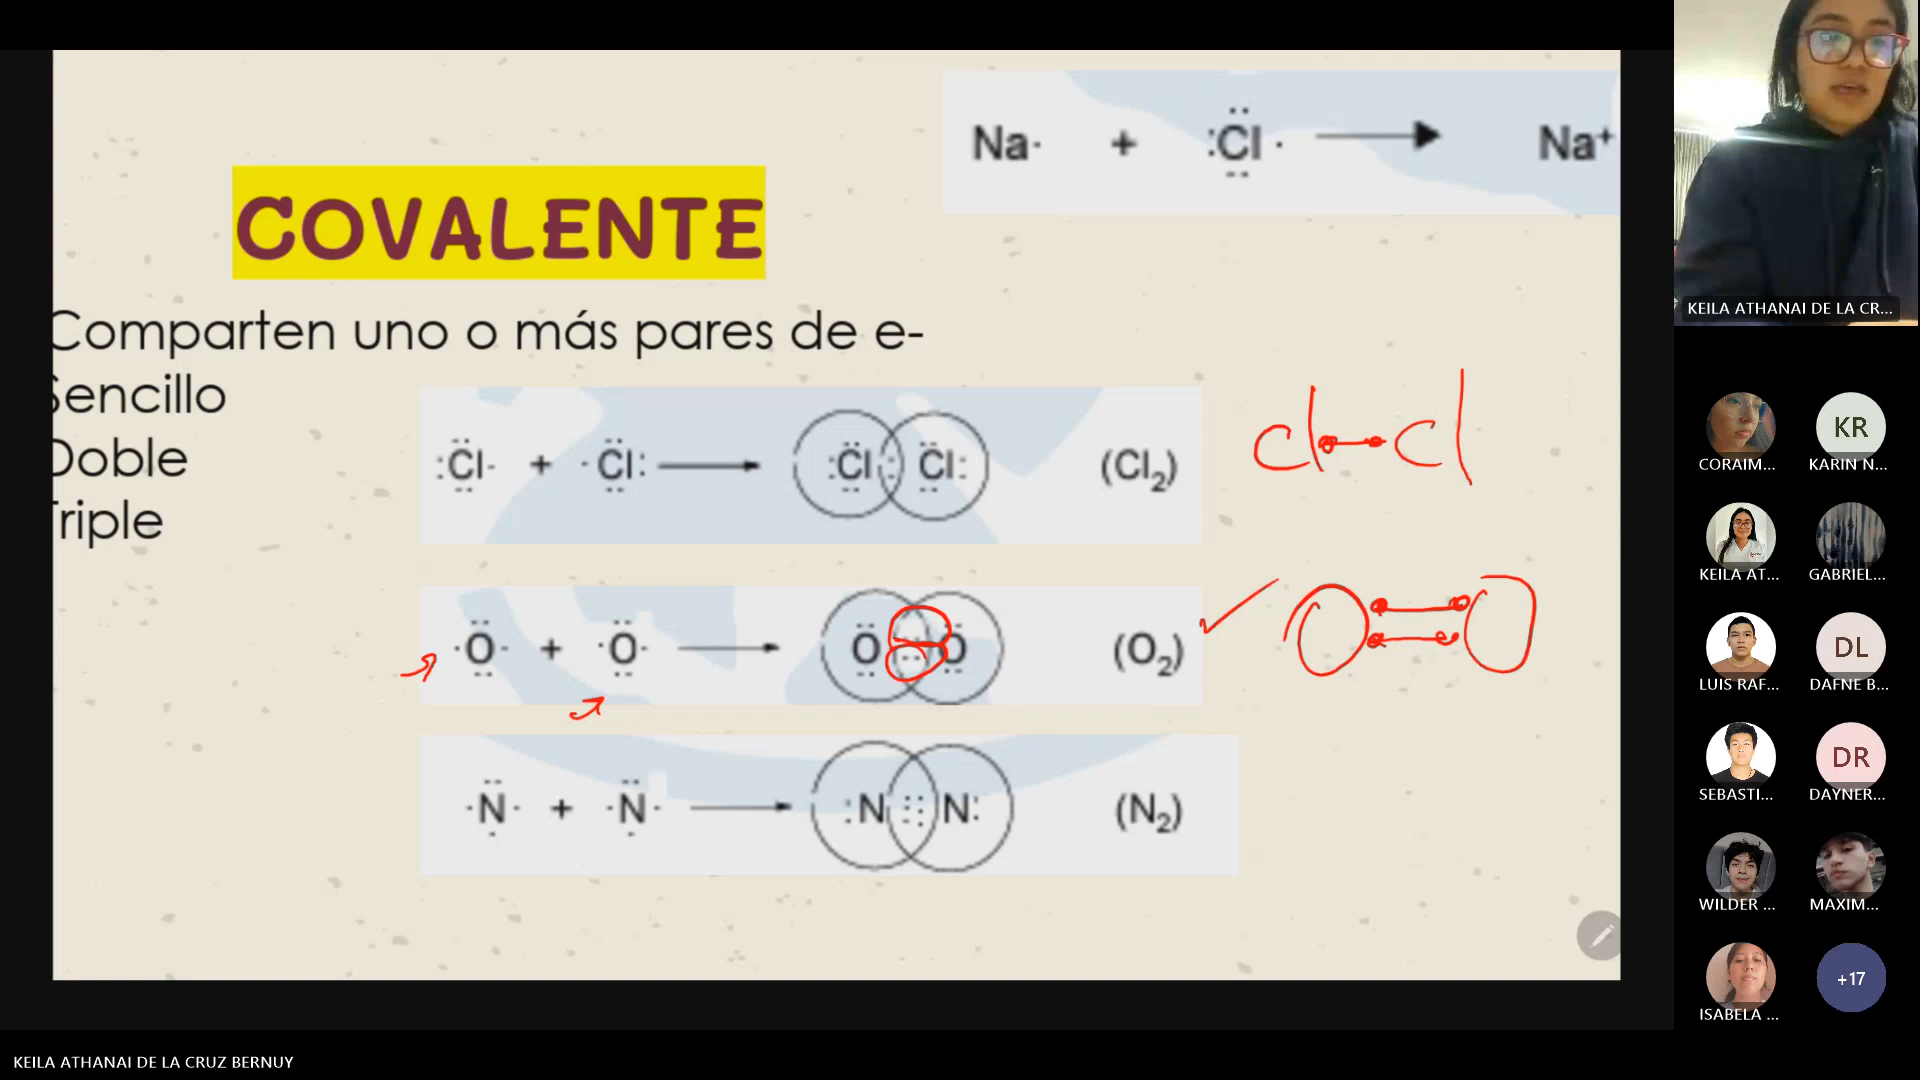 Na· + :Cl· Na⁺
COVALENTE
Comparten uno o más pares de e-
Sencillo
Doble
Triple
:Cl· + ·Cl: :Cl : Cl: (Cl₂)
Cl Cl
·O· + ·O· O :: O (O₂)
O O
·N· + ·N· :N ::: N: (N₂)
KEILA ATHANAI DE LA CR...
CORAIM...
KR
KARIN N...
KEILA AT...
GABRIEL...
LUIS RAF...
DL
DAFNE B...
SEBASTI...
DR
DAYNER...
WILDER ...
MAXIM...
ISABELA ...
+17
KEILA ATHANAI DE LA CRUZ BERNUY